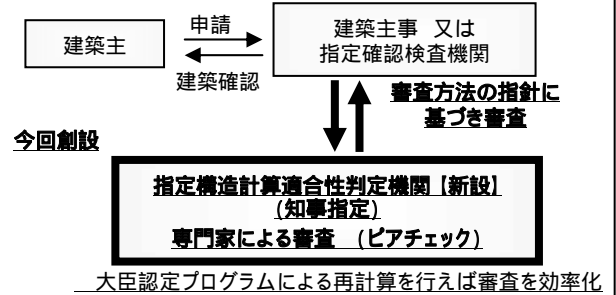 建築主
申請
建築確認
建築主事 又は
指定確認検査機関
審査方法の指針に
基づき審査
今回創設
指定構造計算適合性判定機関【新設】
(知事指定)
専門家による審査 (ピアチェック)
大臣認定プログラムによる再計算を行えば審査を効率化